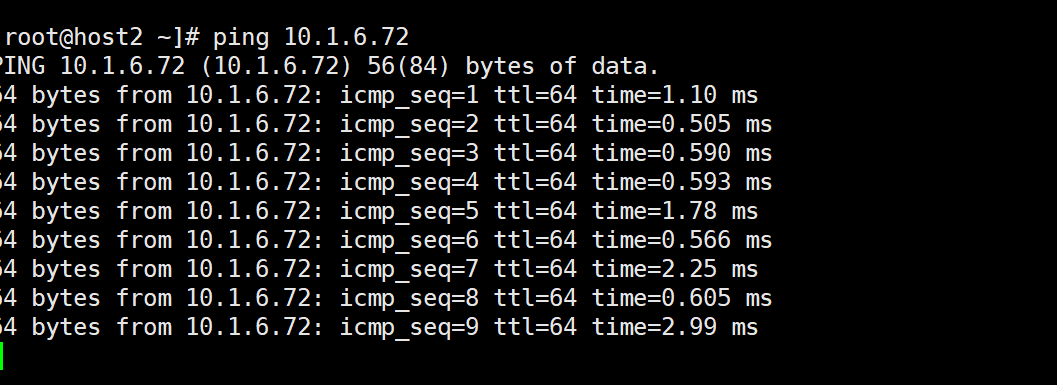 root@host2 ~]# ping 10.1.6.72
PING 10.1.6.72 (10.1.6.72) 56(84) bytes of data.
64 bytes from 10.1.6.72: icmp_seq=1 ttl=64 time=1.10 ms
64 bytes from 10.1.6.72: icmp_seq=2 ttl=64 time=0.505 ms
64 bytes from 10.1.6.72: icmp_seq=3 ttl=64 time=0.590 ms
64 bytes from 10.1.6.72: icmp_seq=4 ttl=64 time=0.593 ms
64 bytes from 10.1.6.72: icmp_seq=5 ttl=64 time=1.78 ms
64 bytes from 10.1.6.72: icmp_seq=6 ttl=64 time=0.566 ms
64 bytes from 10.1.6.72: icmp_seq=7 ttl=64 time=2.25 ms
64 bytes from 10.1.6.72: icmp_seq=8 ttl=64 time=0.605 ms
64 bytes from 10.1.6.72: icmp_seq=9 ttl=64 time=2.99 ms